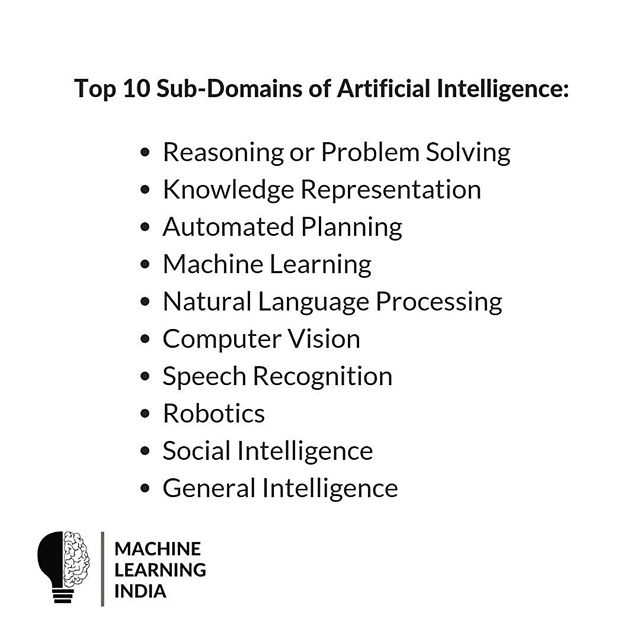 Top 10 Sub-Domains of Artificial Intelligence:
• Reasoning or Problem Solving
• Knowledge Representation
• Automated Planning
• Machine Learning
• Natural Language Processing
• Computer Vision
• Speech Recognition
• Robotics
• Social Intelligence
• General Intelligence
MACHINE
LEARNING
INDIA